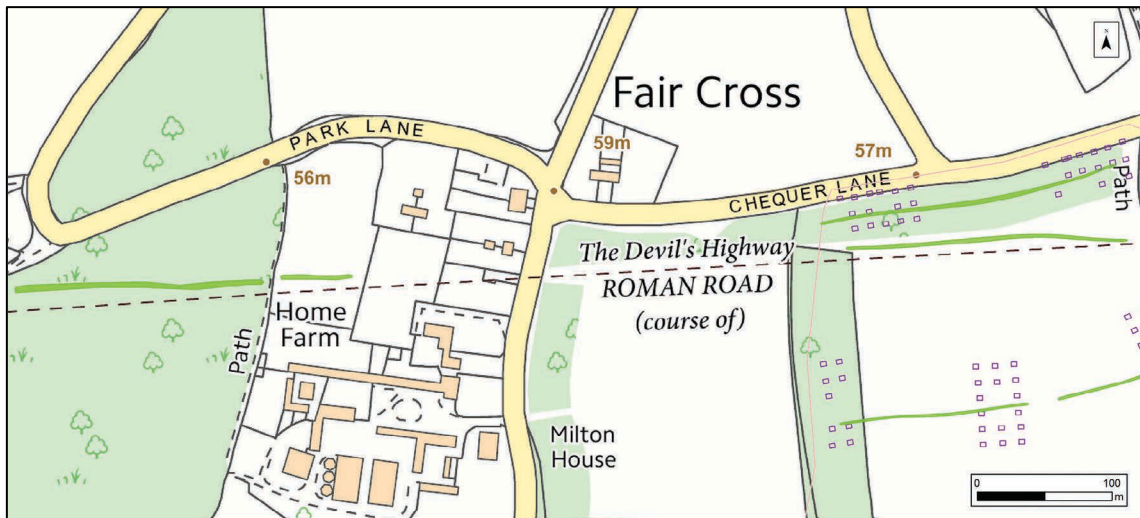 Fair Cross
PARK LANE
59m
56m
57m
CHEQUER LANE
Path
The Devil's Highway
ROMAN ROAD
(course of)
Home
Farm
Path
Milton
House
0 100
m